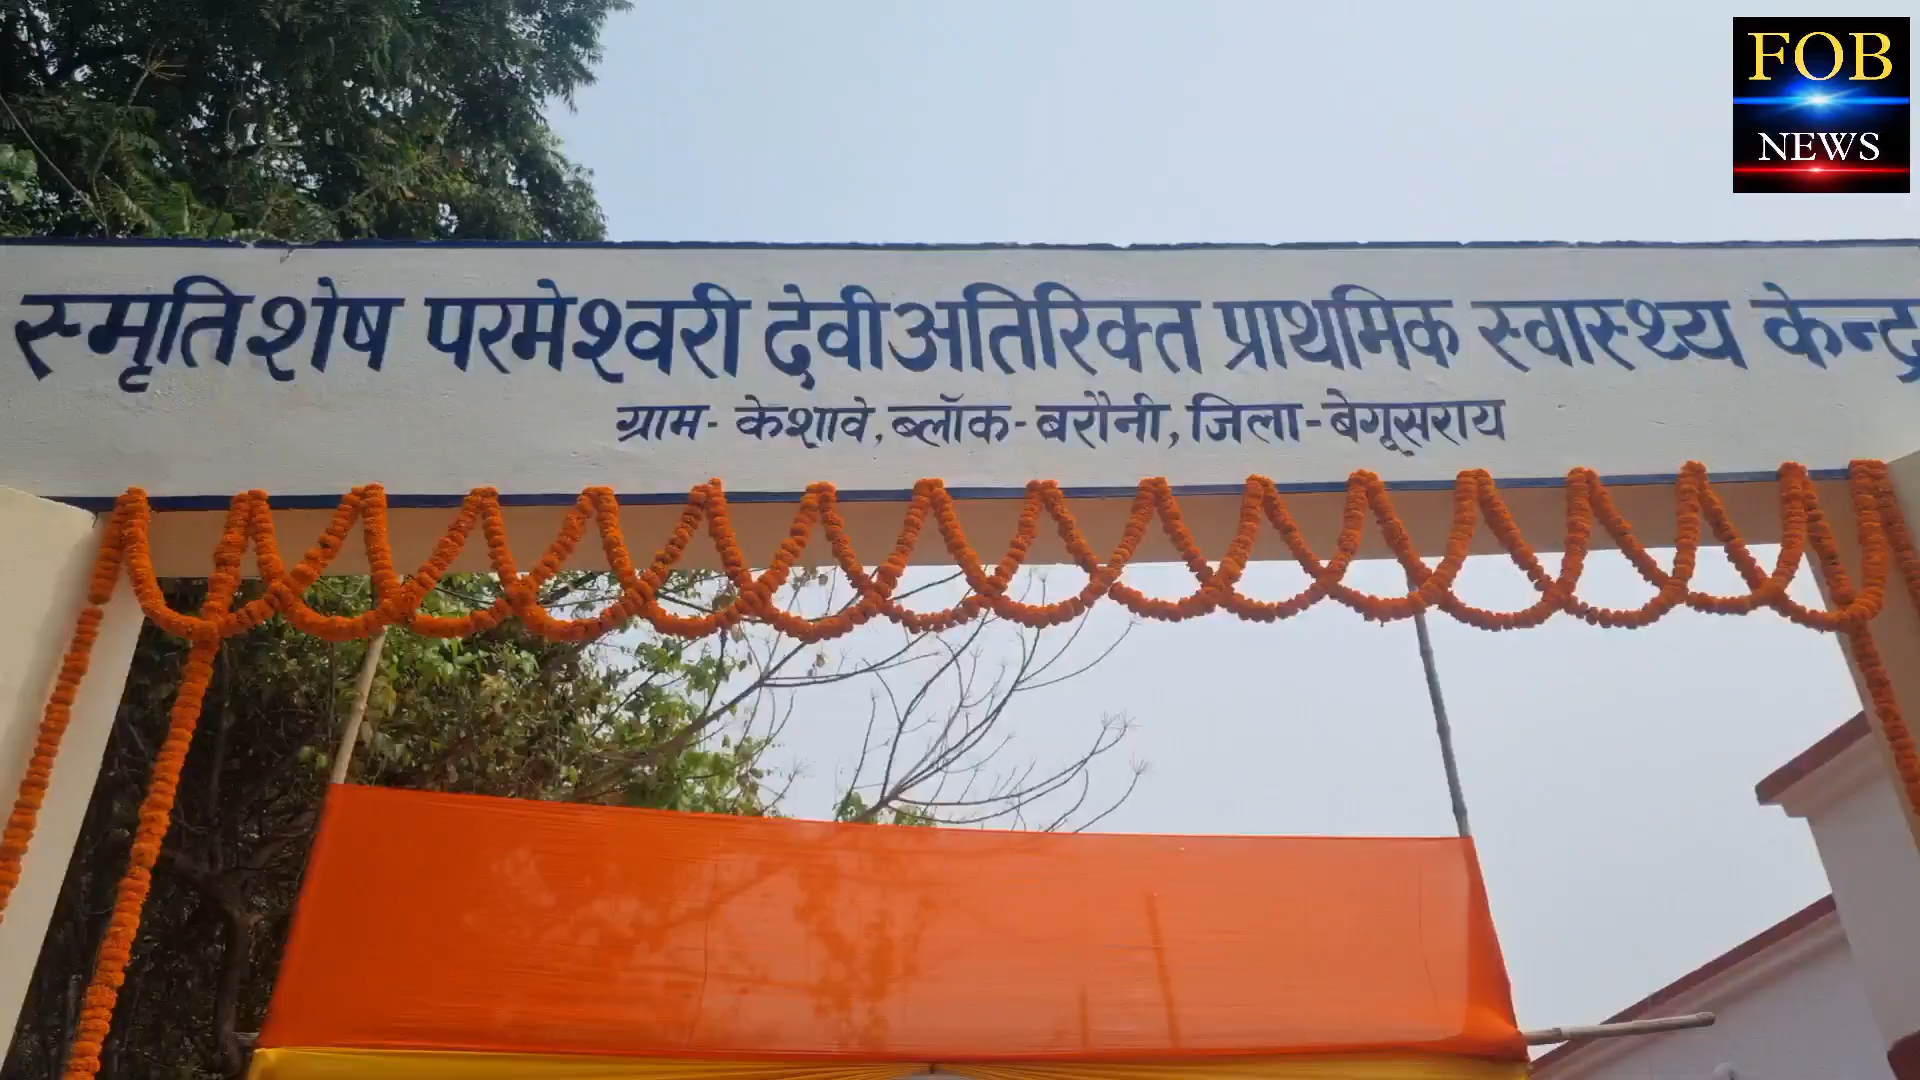 FOB
NEWS
स्मृतिशेष परमेश्वरी देवी अतिरिक्त प्राथमिक स्वास्थ्य केन्द्र
ग्राम- केशावे, ब्लॉक-बरौनी, जिला-बेगूसराय